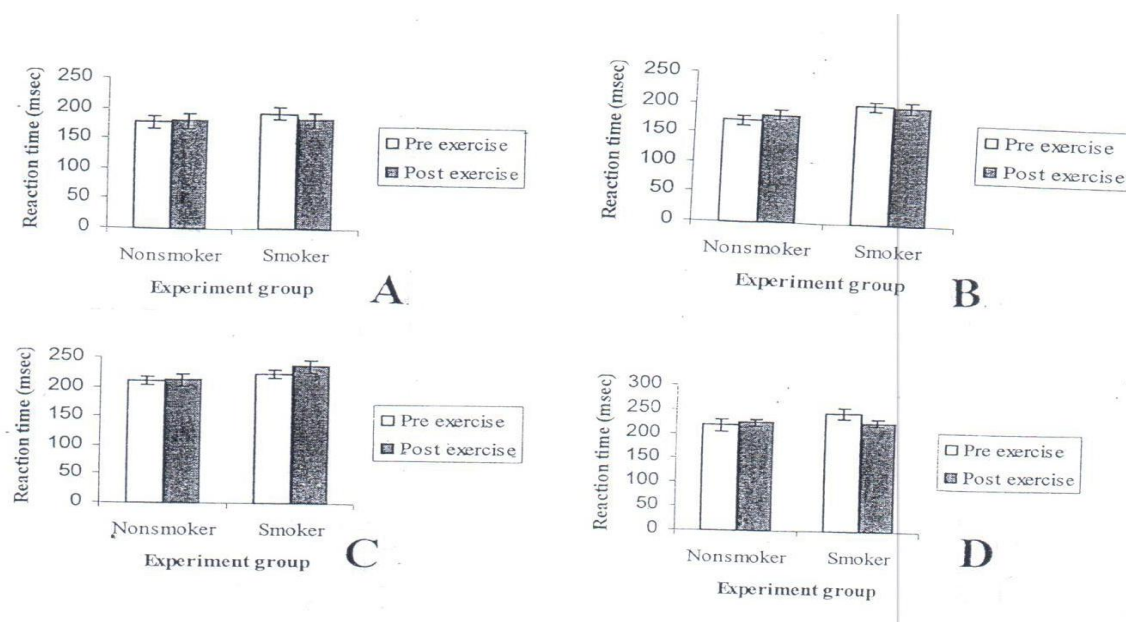 250
200
150
100
50
0
Reaction time (msec)
Nonsmoker Smoker
Experiment group
Pre exercise
Post exercise
A
250
200
150
100
50
0
Reaction time (msec)
Nonsmoker Smoker
Experiment group
Pre exercise
Post exercise
B
250
200
150
100
50
0
Reaction time (msec)
Nonsmoker Smoker
Experiment group
Pre exercise
Post exercise
C
300
250
200
150
100
50
0
Reaction time (msec)
Nonsmoker Smoker
Experiment group
Pre exercise
Post exercise
D